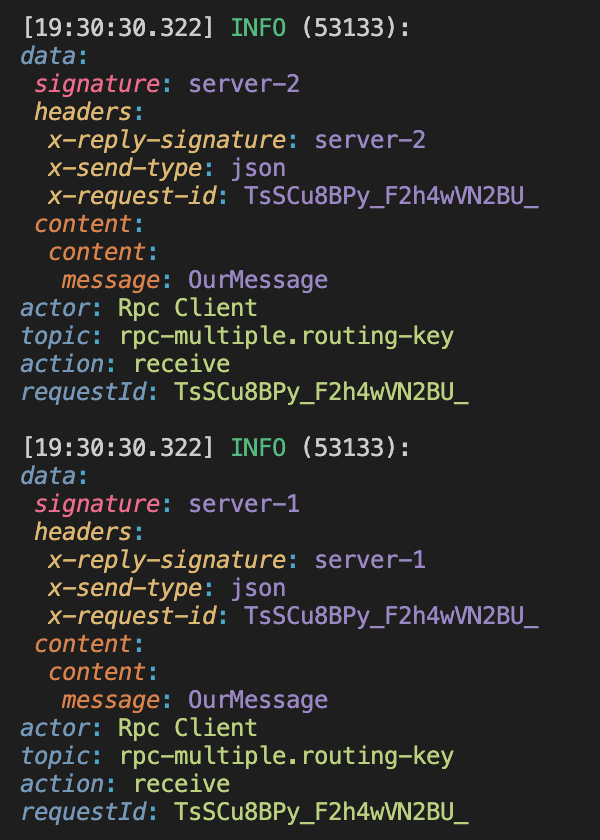 [19:30:30.322] INFO (53133):
data:
signature: server-2
headers:
x-reply-signature: server-2
x-send-type: json
x-request-id: TsSCu8BPy_F2h4wVN2BU_
content:
content:
message: OurMessage
actor: Rpc Client
topic: rpc-multiple.routing-key
action: receive
requestId: TsSCu8BPy_F2h4wVN2BU_
[19:30:30.322] INFO (53133):
data:
signature: server-1
headers:
x-reply-signature: server-1
x-send-type: json
x-request-id: TsSCu8BPy_F2h4wVN2BU_
content:
content:
message: OurMessage
actor: Rpc Client
topic: rpc-multiple.routing-key
action: receive
requestId: TsSCu8BPy_F2h4wVN2BU_